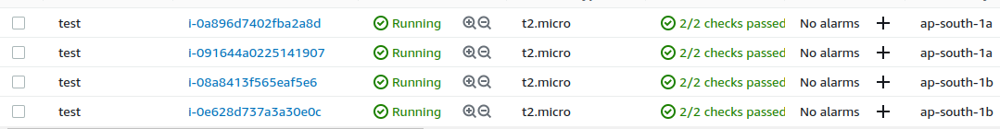 test i-0a896d7402fba2a8d Running t2.micro 2/2 checks passed No alarms ap-south-1a
test i-091644a0225141907 Running t2.micro 2/2 checks passed No alarms ap-south-1a
test i-08a8413f565eaf5e6 Running t2.micro 2/2 checks passed No alarms ap-south-1b
test i-0e628d737a3a30e0c Running t2.micro 2/2 checks passed No alarms ap-south-1b